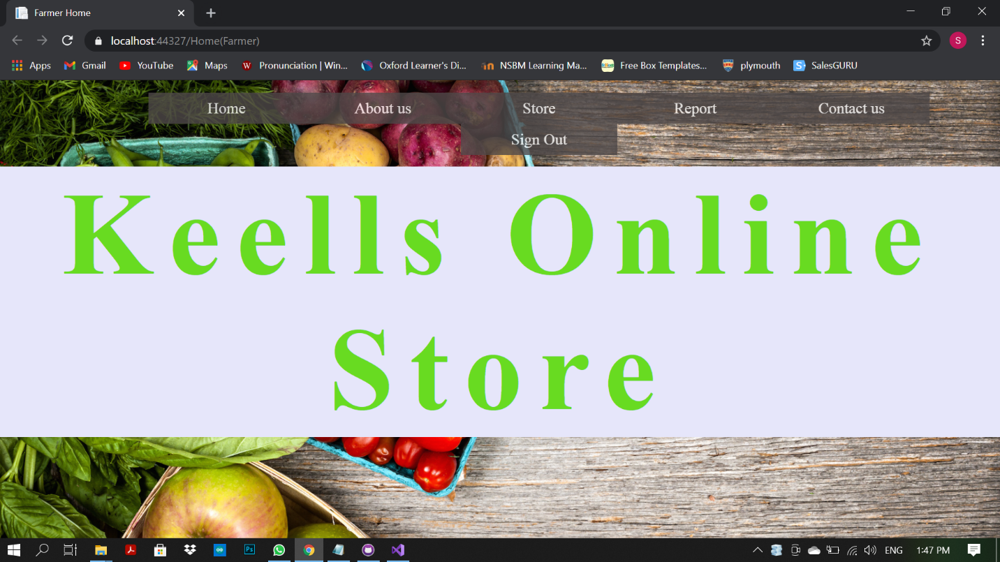 Farmer Home
localhost:44327/Home(Farmer)
S
Apps Gmail YouTube Maps W Pronunciation | Win... Oxford Learner's Di... NSBM Learning Ma... Free Box Templates... plymouth S SalesGURU
Home About us Store Report Contact us
Sign Out
Keells Online
Store
Ps ENG 1:47 PM